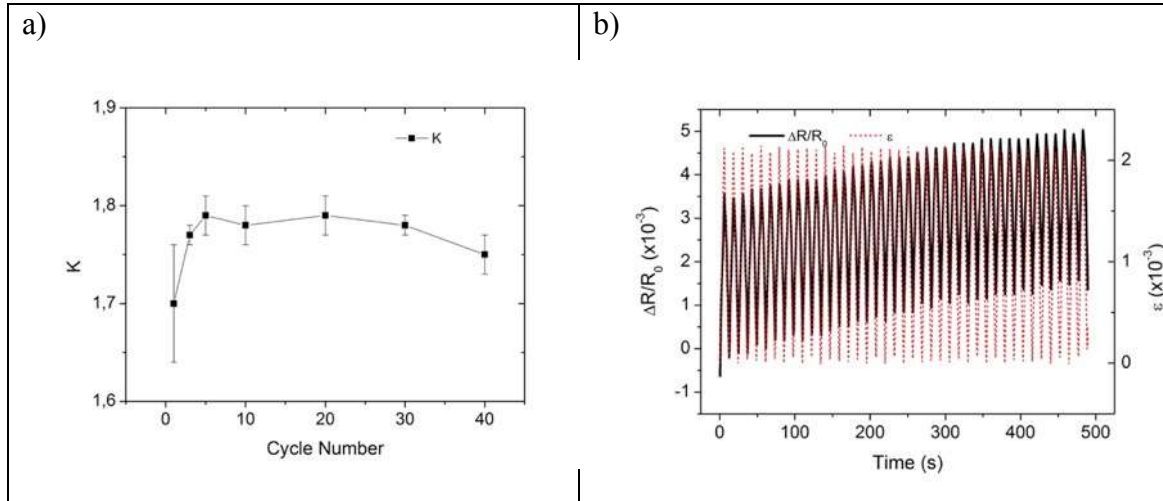 a)
1,9
1,8
1,7
1,6
K
K
0 10 20 30 40
Cycle Number
b)
5
4
3
2
1
0
-1
ΔR/R0 (x10-3)
ΔR/R0 ε
2
1
0
ε (x10-3)
0 100 200 300 400 500
Time (s)